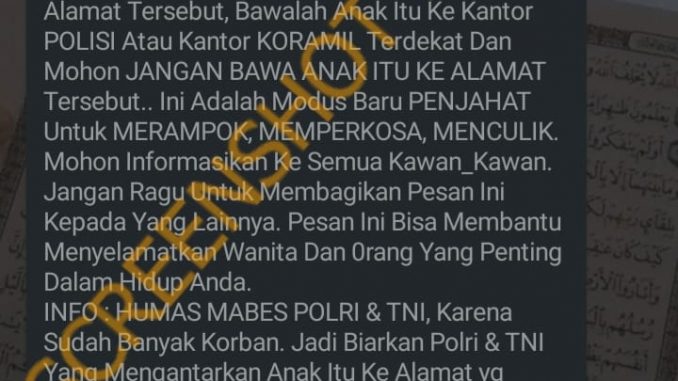 Alamat Tersebut, Bawalah Anak Itu Ke Kantor
POLISI Atau Kantor KORAMIL Terdekat Dan
Mohon JANGAN BAWA ANAK ITU KE ALAMAT
Tersebut.. Ini Adalah Modus Baru PENJAHAT
Untuk MERAMPOK, MEMPERKOSA, MENCULIK.
Mohon Informasikan Ke Semua Kawan_Kawan.
Jangan Ragu Untuk Membagikan Pesan Ini
Kepada Yang Lainnya. Pesan Ini Bisa Membantu
Menyelamatkan Wanita Dan 0rang Yang Penting
Dalam Hidup Anda.
INFO : HUMAS MABES POLRI & TNI, Karena
Sudah Banyak Korban. Jadi Biarkan Polri & TNI
Yang Mengantarkan Anak Itu Ke Alamat yg
SCREENSHOT